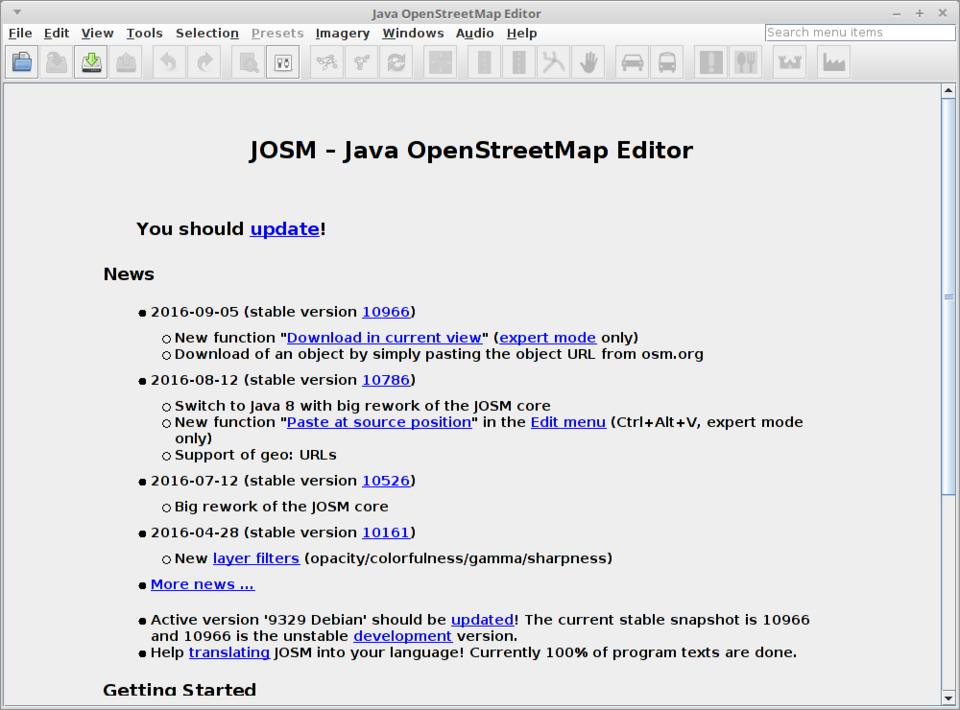 Java OpenStreetMap Editor
File Edit View Tools Selection Presets Imagery Windows Audio Help Search menu items
JOSM – Java OpenStreetMap Editor
You should update!
News
2016-09-05 (stable version 10966)
New function "Download in current view" (expert mode only)
Download of an object by simply pasting the object URL from osm.org
2016-08-12 (stable version 10786)
Switch to Java 8 with big rework of the JOSM core
New function "Paste at source position" in the Edit menu (Ctrl+Alt+V, expert mode
only)
Support of geo: URLs
2016-07-12 (stable version 10526)
Big rework of the JOSM core
2016-04-28 (stable version 10161)
New layer filters (opacity/colorfulness/gamma/sharpness)
More news ...
Active version '9329 Debian' should be updated! The current stable snapshot is 10966
and 10966 is the unstable development version.
Help translating JOSM into your language! Currently 100% of program texts are done.
Getting Started